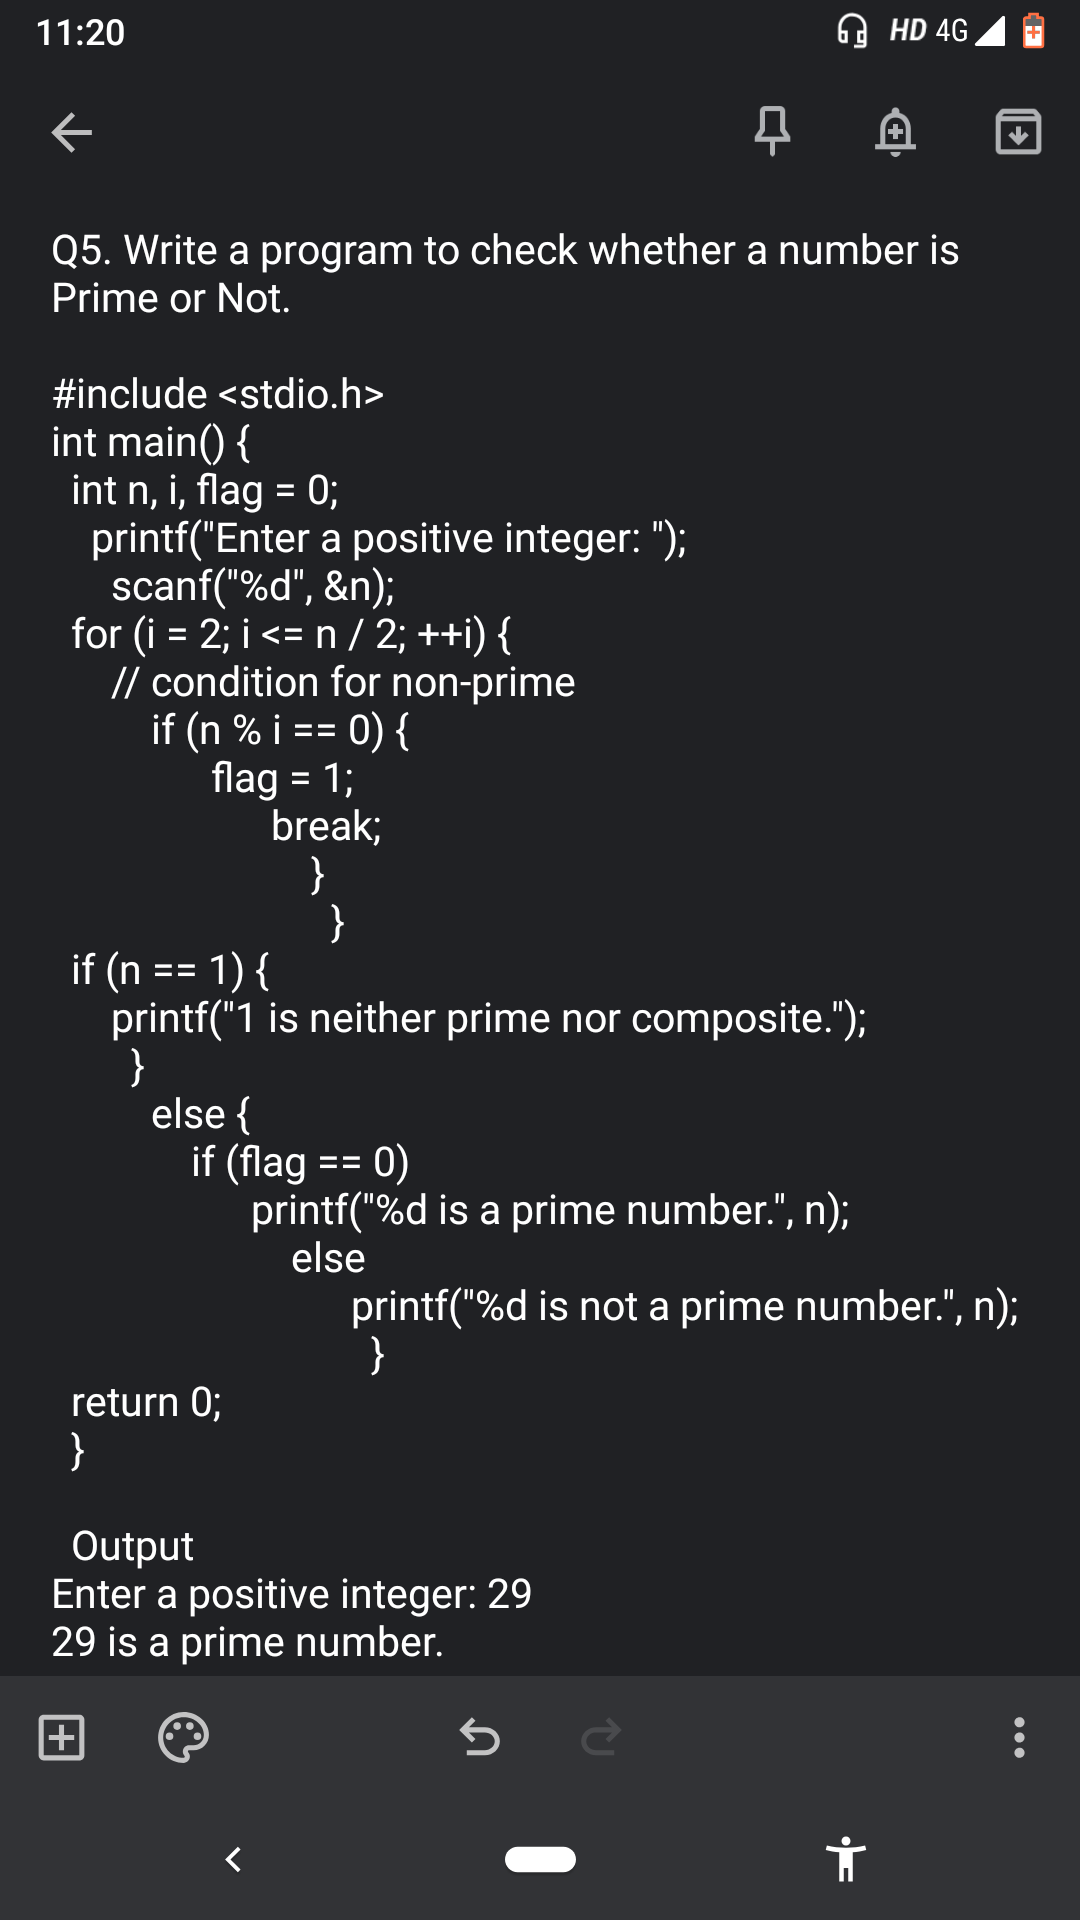 11:20
HD 4G
Q5. Write a program to check whether a number is
Prime or Not.
#include <stdio.h>
int main() {
int n, i, flag = 0;
printf("Enter a positive integer: ");
scanf("%d", &n);
for (i = 2; i <= n / 2; ++i) {
// condition for non-prime
if (n % i == 0) {
flag = 1;
break;
}
}
if (n == 1) {
printf("1 is neither prime nor composite.");
}
else {
if (flag == 0)
printf("%d is a prime number.", n);
else
printf("%d is not a prime number.", n);
}
return 0;
}
Output
Enter a positive integer: 29
29 is a prime number.